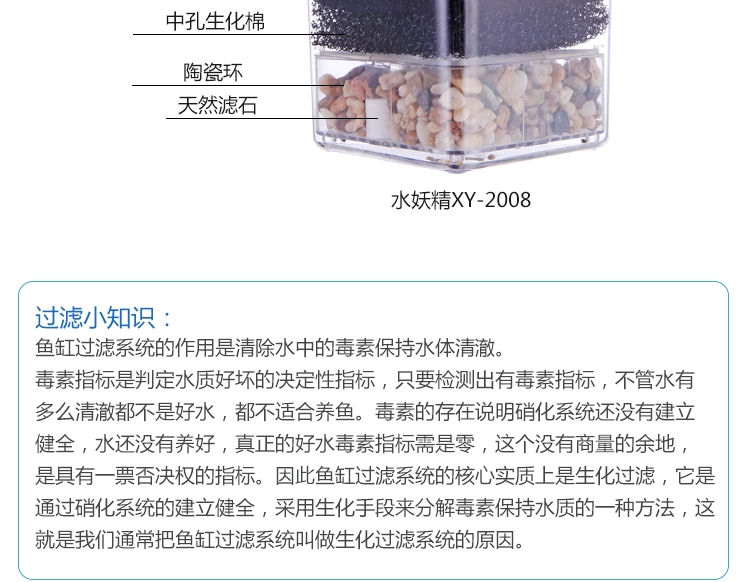 中孔生化棉
陶瓷环
天然滤石
水妖精XY-2008
过滤小知识：
鱼缸过滤系统的作用是清除水中的毒素保持水体清澈。
毒素指标是判定水质好坏的决定性指标，只要检测出有毒素指标，不管水有
多么清澈都不是好水，都不适合养鱼。毒素的存在说明硝化系统还没有建立
健全，水还没有养好，真正的好水毒素指标需是零，这个没有商量的余地，
是具有一票否决权的指标。因此鱼缸过滤系统的核心实质上是生化过滤，它是
通过硝化系统的建立健全，采用生化手段来分解毒素保持水质的一种方法，这
就是我们通常把鱼缸过滤系统叫做生化过滤系统的原因。